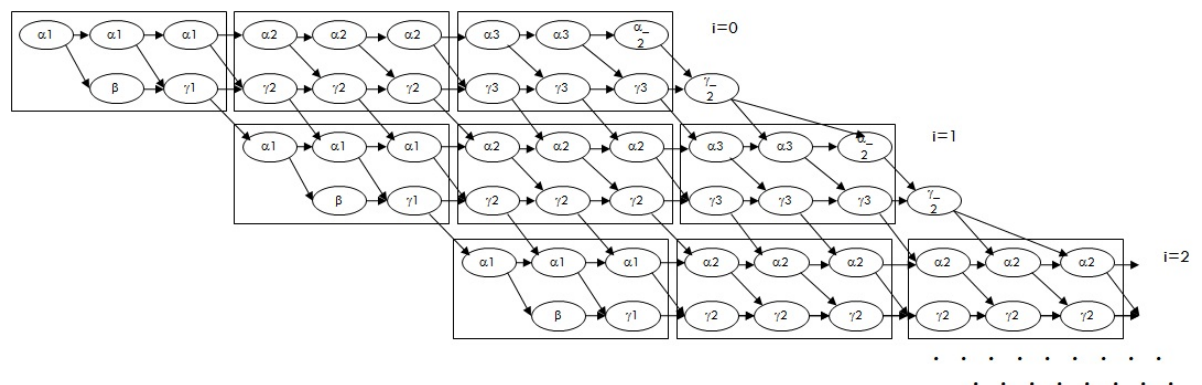 α1 α1 α1 α2 α2 α2 α3 α3 α_2 i=0
β γ1 γ2 γ2 γ2 γ3 γ3 γ3 γ_2
α1 α1 α1 α2 α2 α2 α3 α3 α_2 i=1
β γ1 γ2 γ2 γ2 γ3 γ3 γ3 γ_2
α1 α1 α1 α2 α2 α2 α2 α2 α2 i=2
β γ1 γ2 γ2 γ2 γ2 γ2 γ2
. . . . . . . . .
. . . . . . . .